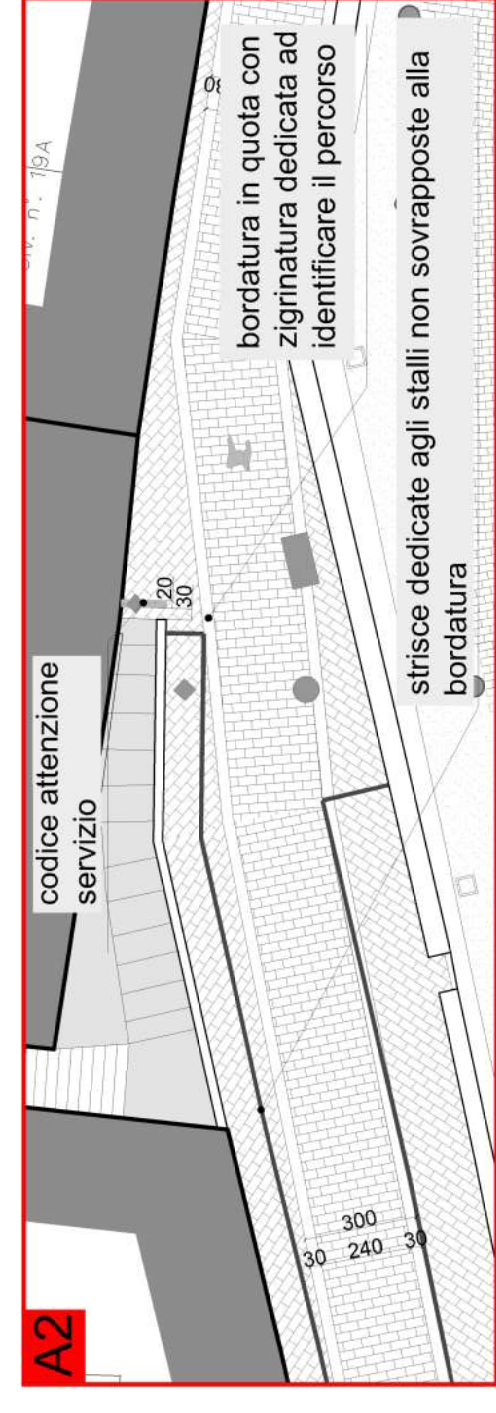 A2
codice attenzione
servizio
bordatura in quota con
zigrinatura dedicata ad
identificare il percorso
strisce dedicate agli stalli non sovrapposte alla
bordatura
n°. 19A
20
30
300
30 240 30